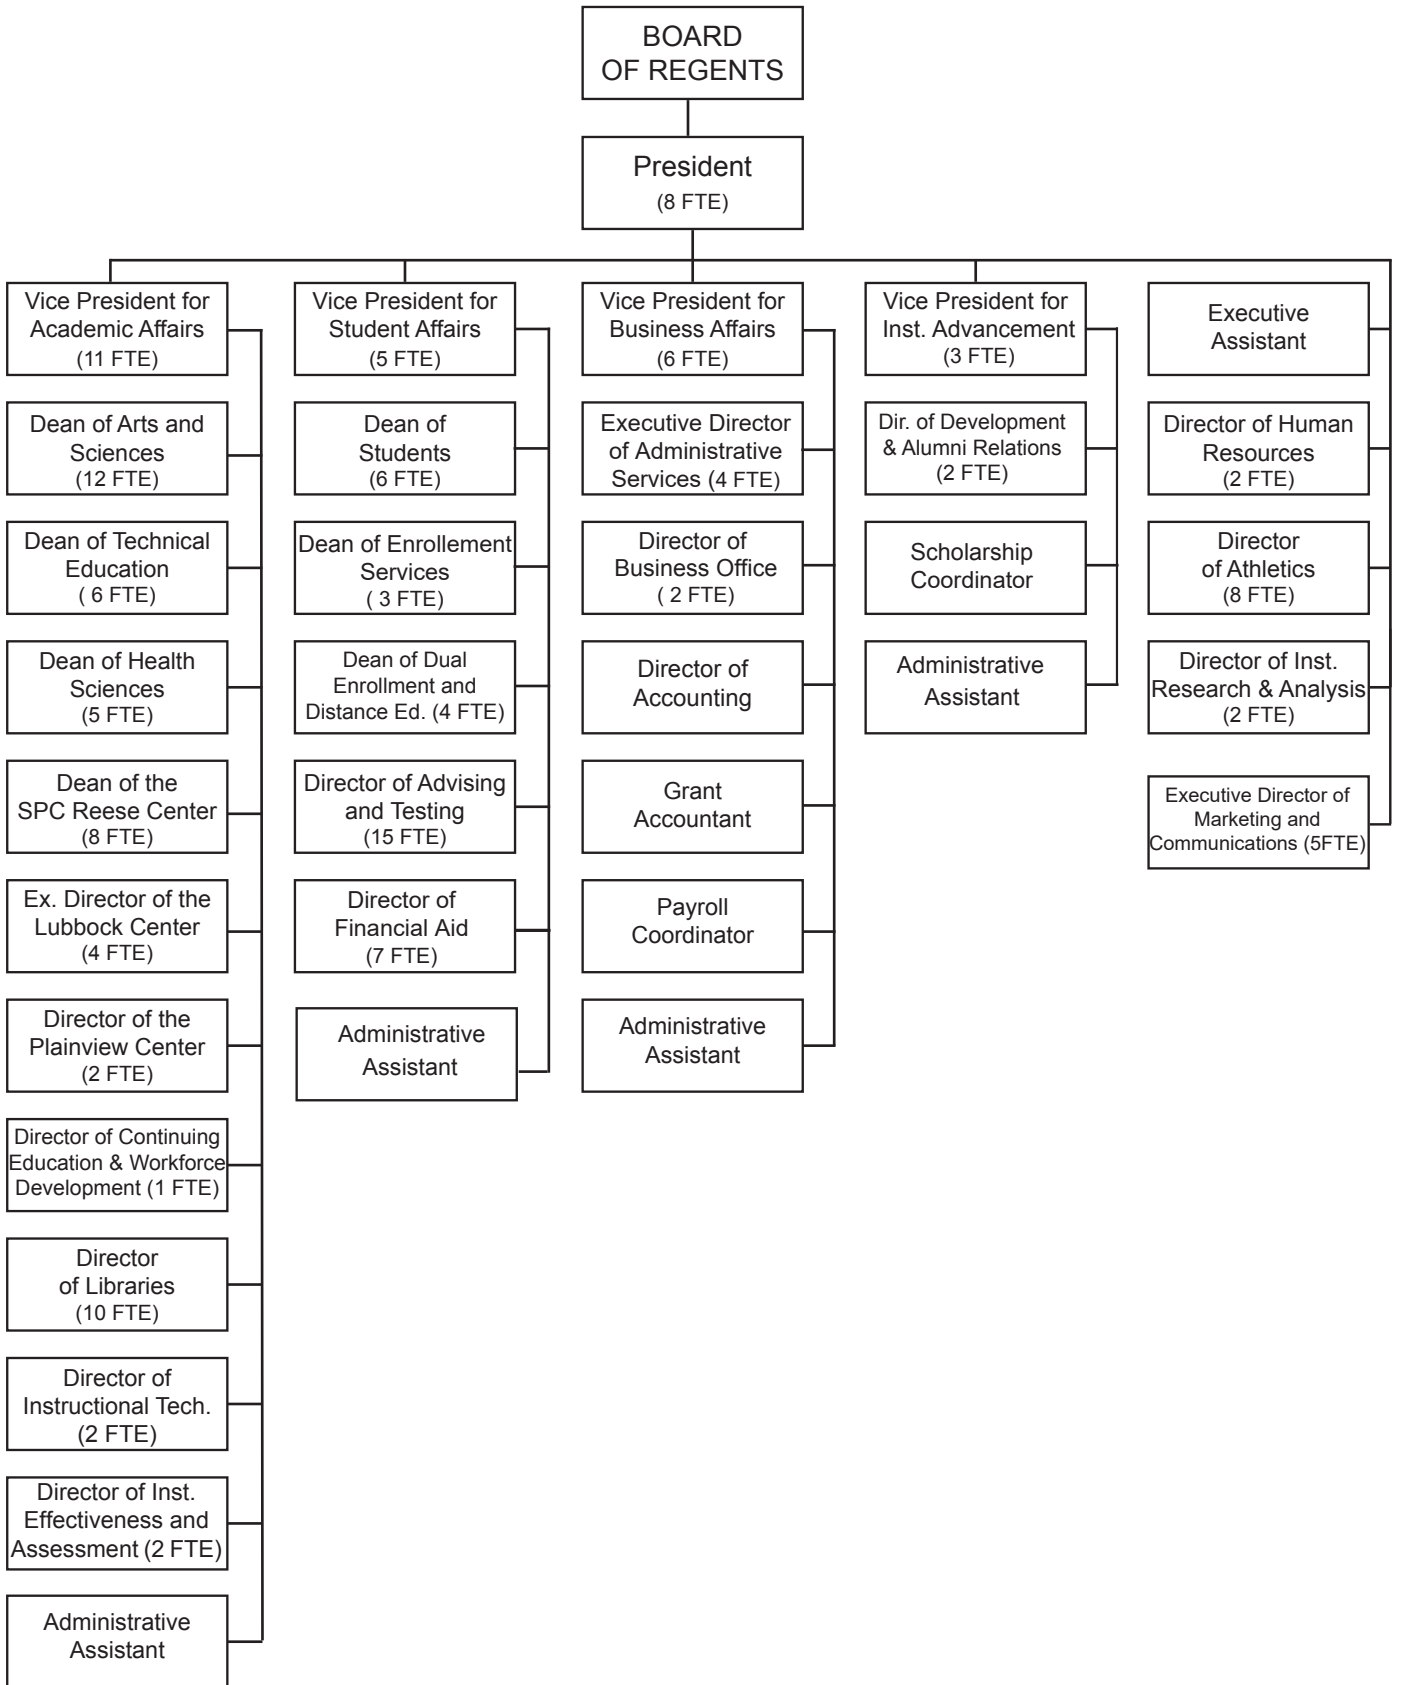 BOARD
OF REGENTS
President
(8 FTE)
Vice President for
Academic Affairs
(11 FTE)
Dean of Arts and
Sciences
(12 FTE)
Dean of Technical
Education
( 6 FTE)
Dean of Health
Sciences
(5 FTE)
Dean of the
SPC Reese Center
(8 FTE)
Ex. Director of the
Lubbock Center
(4 FTE)
Director of the
Plainview Center
(2 FTE)
Director of Continuing
Education & Workforce
Development (1 FTE)
Director
of Libraries
(10 FTE)
Director of
Instructional Tech.
(2 FTE)
Director of Inst.
Effectiveness and
Assessment (2 FTE)
Administrative
Assistant
Vice President for
Student Affairs
(5 FTE)
Dean of
Students
(6 FTE)
Dean of Enrollement
Services
( 3 FTE)
Dean of Dual
Enrollment and
Distance Ed. (4 FTE)
Director of Advising
and Testing
(15 FTE)
Director of
Financial Aid
(7 FTE)
Administrative
Assistant
Vice President for
Business Affairs
(6 FTE)
Executive Director
of Administrative
Services (4 FTE)
Director of
Business Office
( 2 FTE)
Director of
Accounting
Grant
Accountant
Payroll
Coordinator
Administrative
Assistant
Vice President for
Inst. Advancement
(3 FTE)
Dir. of Development
& Alumni Relations
(2 FTE)
Scholarship
Coordinator
Administrative
Assistant
Executive
Assistant
Director of Human
Resources
(2 FTE)
Director
of Athletics
(8 FTE)
Director of Inst.
Research & Analysis
(2 FTE)
Executive Director of
Marketing and
Communications (5FTE)